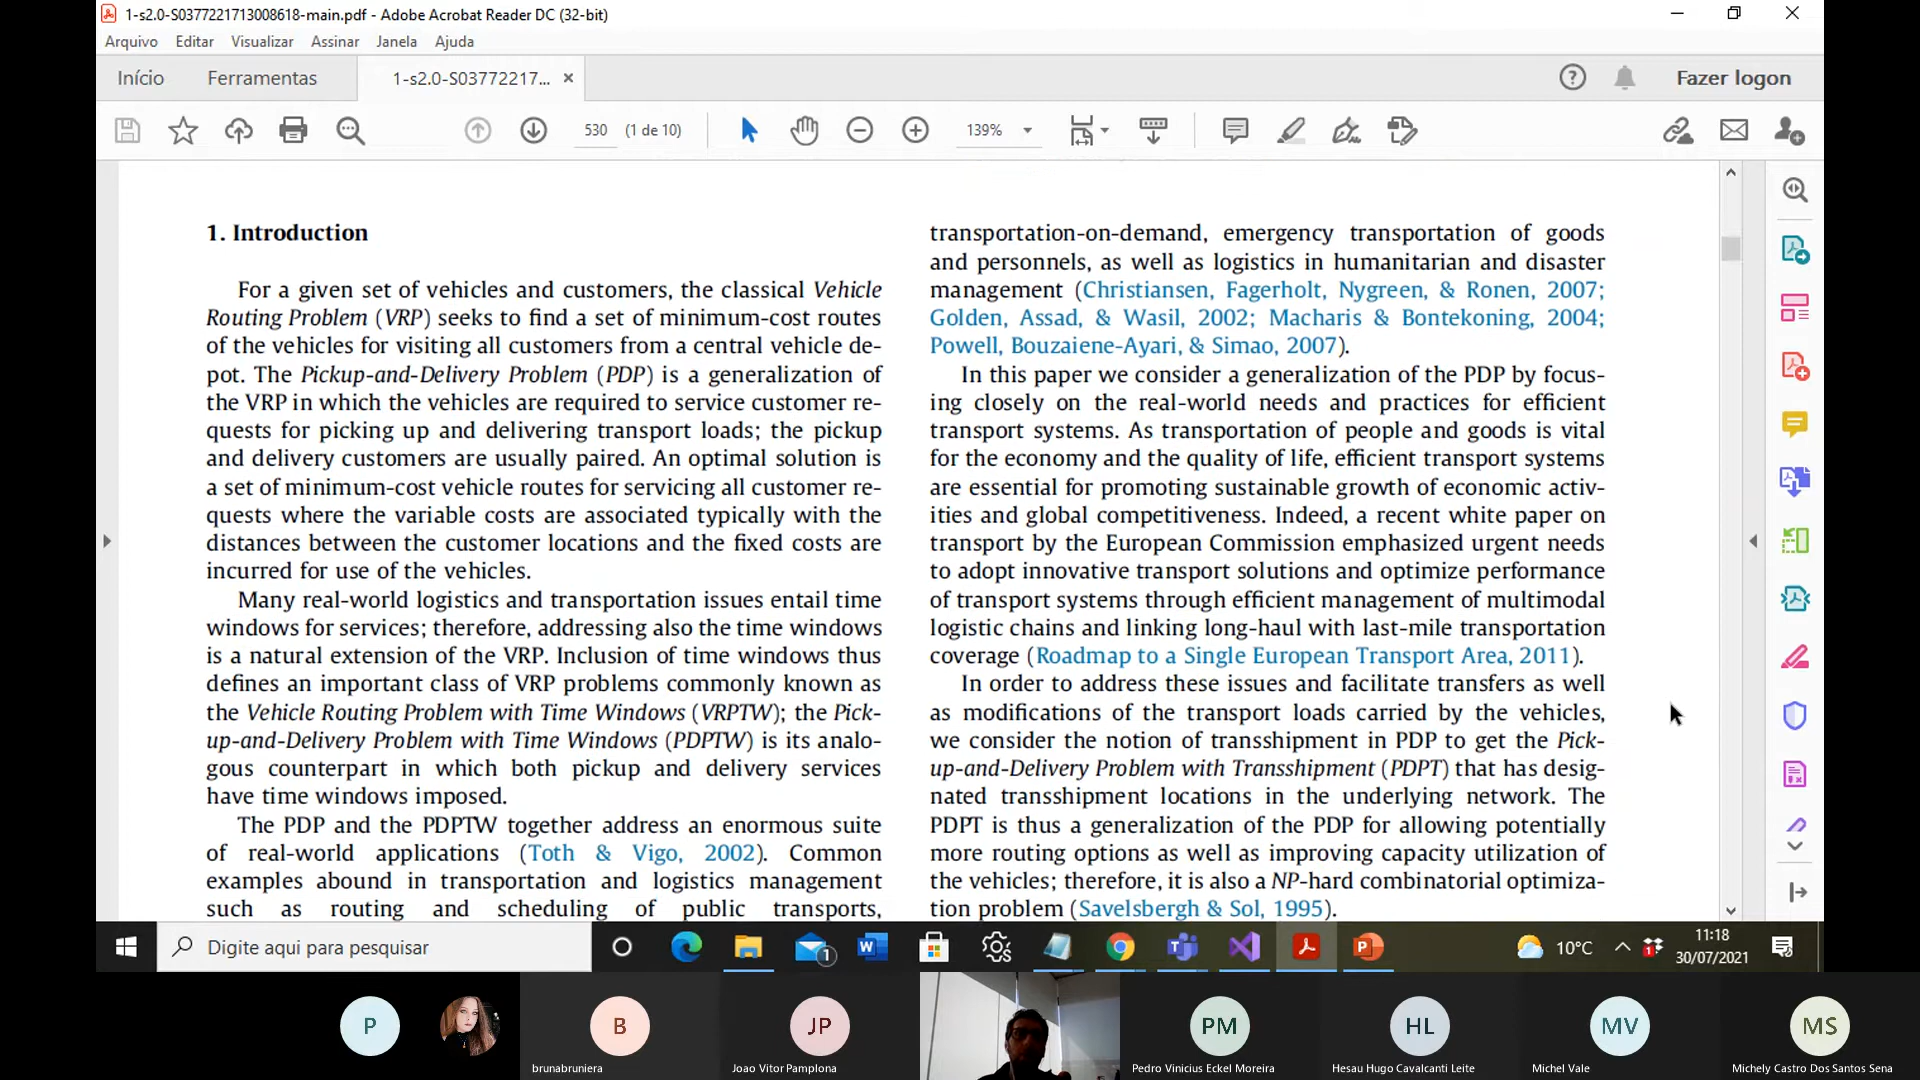 1-s2.0-S0377221713008618-main.pdf - Adobe Acrobat Reader DC (32-bit)
Arquivo Editar Visualizar Assinar Janela Ajuda
Início Ferramentas 1-s2.0-S03772217... Fazer logon
530 (1 de 10) 139%
1. Introduction
For a given set of vehicles and customers, the classical Vehicle
Routing Problem (VRP) seeks to find a set of minimum-cost routes
of the vehicles for visiting all customers from a central vehicle de-
pot. The Pickup-and-Delivery Problem (PDP) is a generalization of
the VRP in which the vehicles are required to service customer re-
quests for picking up and delivering transport loads; the pickup
and delivery customers are usually paired. An optimal solution is
a set of minimum-cost vehicle routes for servicing all customer re-
quests where the variable costs are associated typically with the
distances between the customer locations and the fixed costs are
incurred for use of the vehicles.
Many real-world logistics and transportation issues entail time
windows for services; therefore, addressing also the time windows
is a natural extension of the VRP. Inclusion of time windows thus
defines an important class of VRP problems commonly known as
the Vehicle Routing Problem with Time Windows (VRPTW); the Pick-
up-and-Delivery Problem with Time Windows (PDPTW) is its analo-
gous counterpart in which both pickup and delivery services
have time windows imposed.
The PDP and the PDPTW together address an enormous suite
of real-world applications (Toth & Vigo, 2002). Common
examples abound in transportation and logistics management
such as routing and scheduling of public transports,
transportation-on-demand, emergency transportation of goods
and personnels, as well as logistics in humanitarian and disaster
management (Christiansen, Fagerholt, Nygreen, & Ronen, 2007;
Golden, Assad, & Wasil, 2002; Macharis & Bontekoning, 2004;
Powell, Bouzaiene-Ayari, & Simao, 2007).
In this paper we consider a generalization of the PDP by focus-
ing closely on the real-world needs and practices for efficient
transport systems. As transportation of people and goods is vital
for the economy and the quality of life, efficient transport systems
are essential for promoting sustainable growth of economic activ-
ities and global competitiveness. Indeed, a recent white paper on
transport by the European Commission emphasized urgent needs
to adopt innovative transport solutions and optimize performance
of transport systems through efficient management of multimodal
logistic chains and linking long-haul with last-mile transportation
coverage (Roadmap to a Single European Transport Area, 2011).
In order to address these issues and facilitate transfers as well
as modifications of the transport loads carried by the vehicles,
we consider the notion of transshipment in PDP to get the Pick-
up-and-Delivery Problem with Transshipment (PDPT) that has desig-
nated transshipment locations in the underlying network. The
PDPT is thus a generalization of the PDP for allowing potentially
more routing options as well as improving capacity utilization of
the vehicles; therefore, it is also a NP-hard combinatorial optimiza-
tion problem (Savelsbergh & Sol, 1995).
Digite aqui para pesquisar
1
10°C
1
11:18
30/07/2021
P
B
brunabruniera
JP
Joao Vitor Pamplona
PM
Pedro Vinicius Eckel Moreira
HL
Hesau Hugo Cavalcanti Leite
MV
Michel Vale
MS
Michely Castro Dos Santos Sena